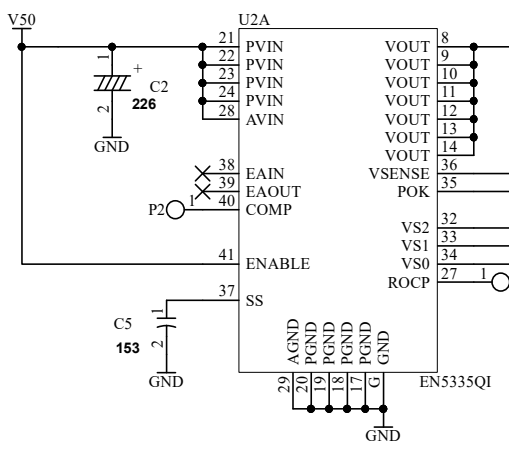 V50
U2A
21 PVIN VOUT 8
22 PVIN VOUT 9
23 PVIN VOUT 10
24 PVIN VOUT 11
28 AVIN VOUT 12
VOUT 13
VOUT 14
1 + C2
226
2
GND
38 EAIN VSENSE 36
39 EAOUT POK 35
P2 1 40 COMP
VS2 32
VS1 33
41 ENABLE VS0 34
ROCP 27 1
37 SS
C5 1
153 2
GND
AGND PGND PGND PGND PGND GND
29 20 19 18 17 G
EN5335QI
GND